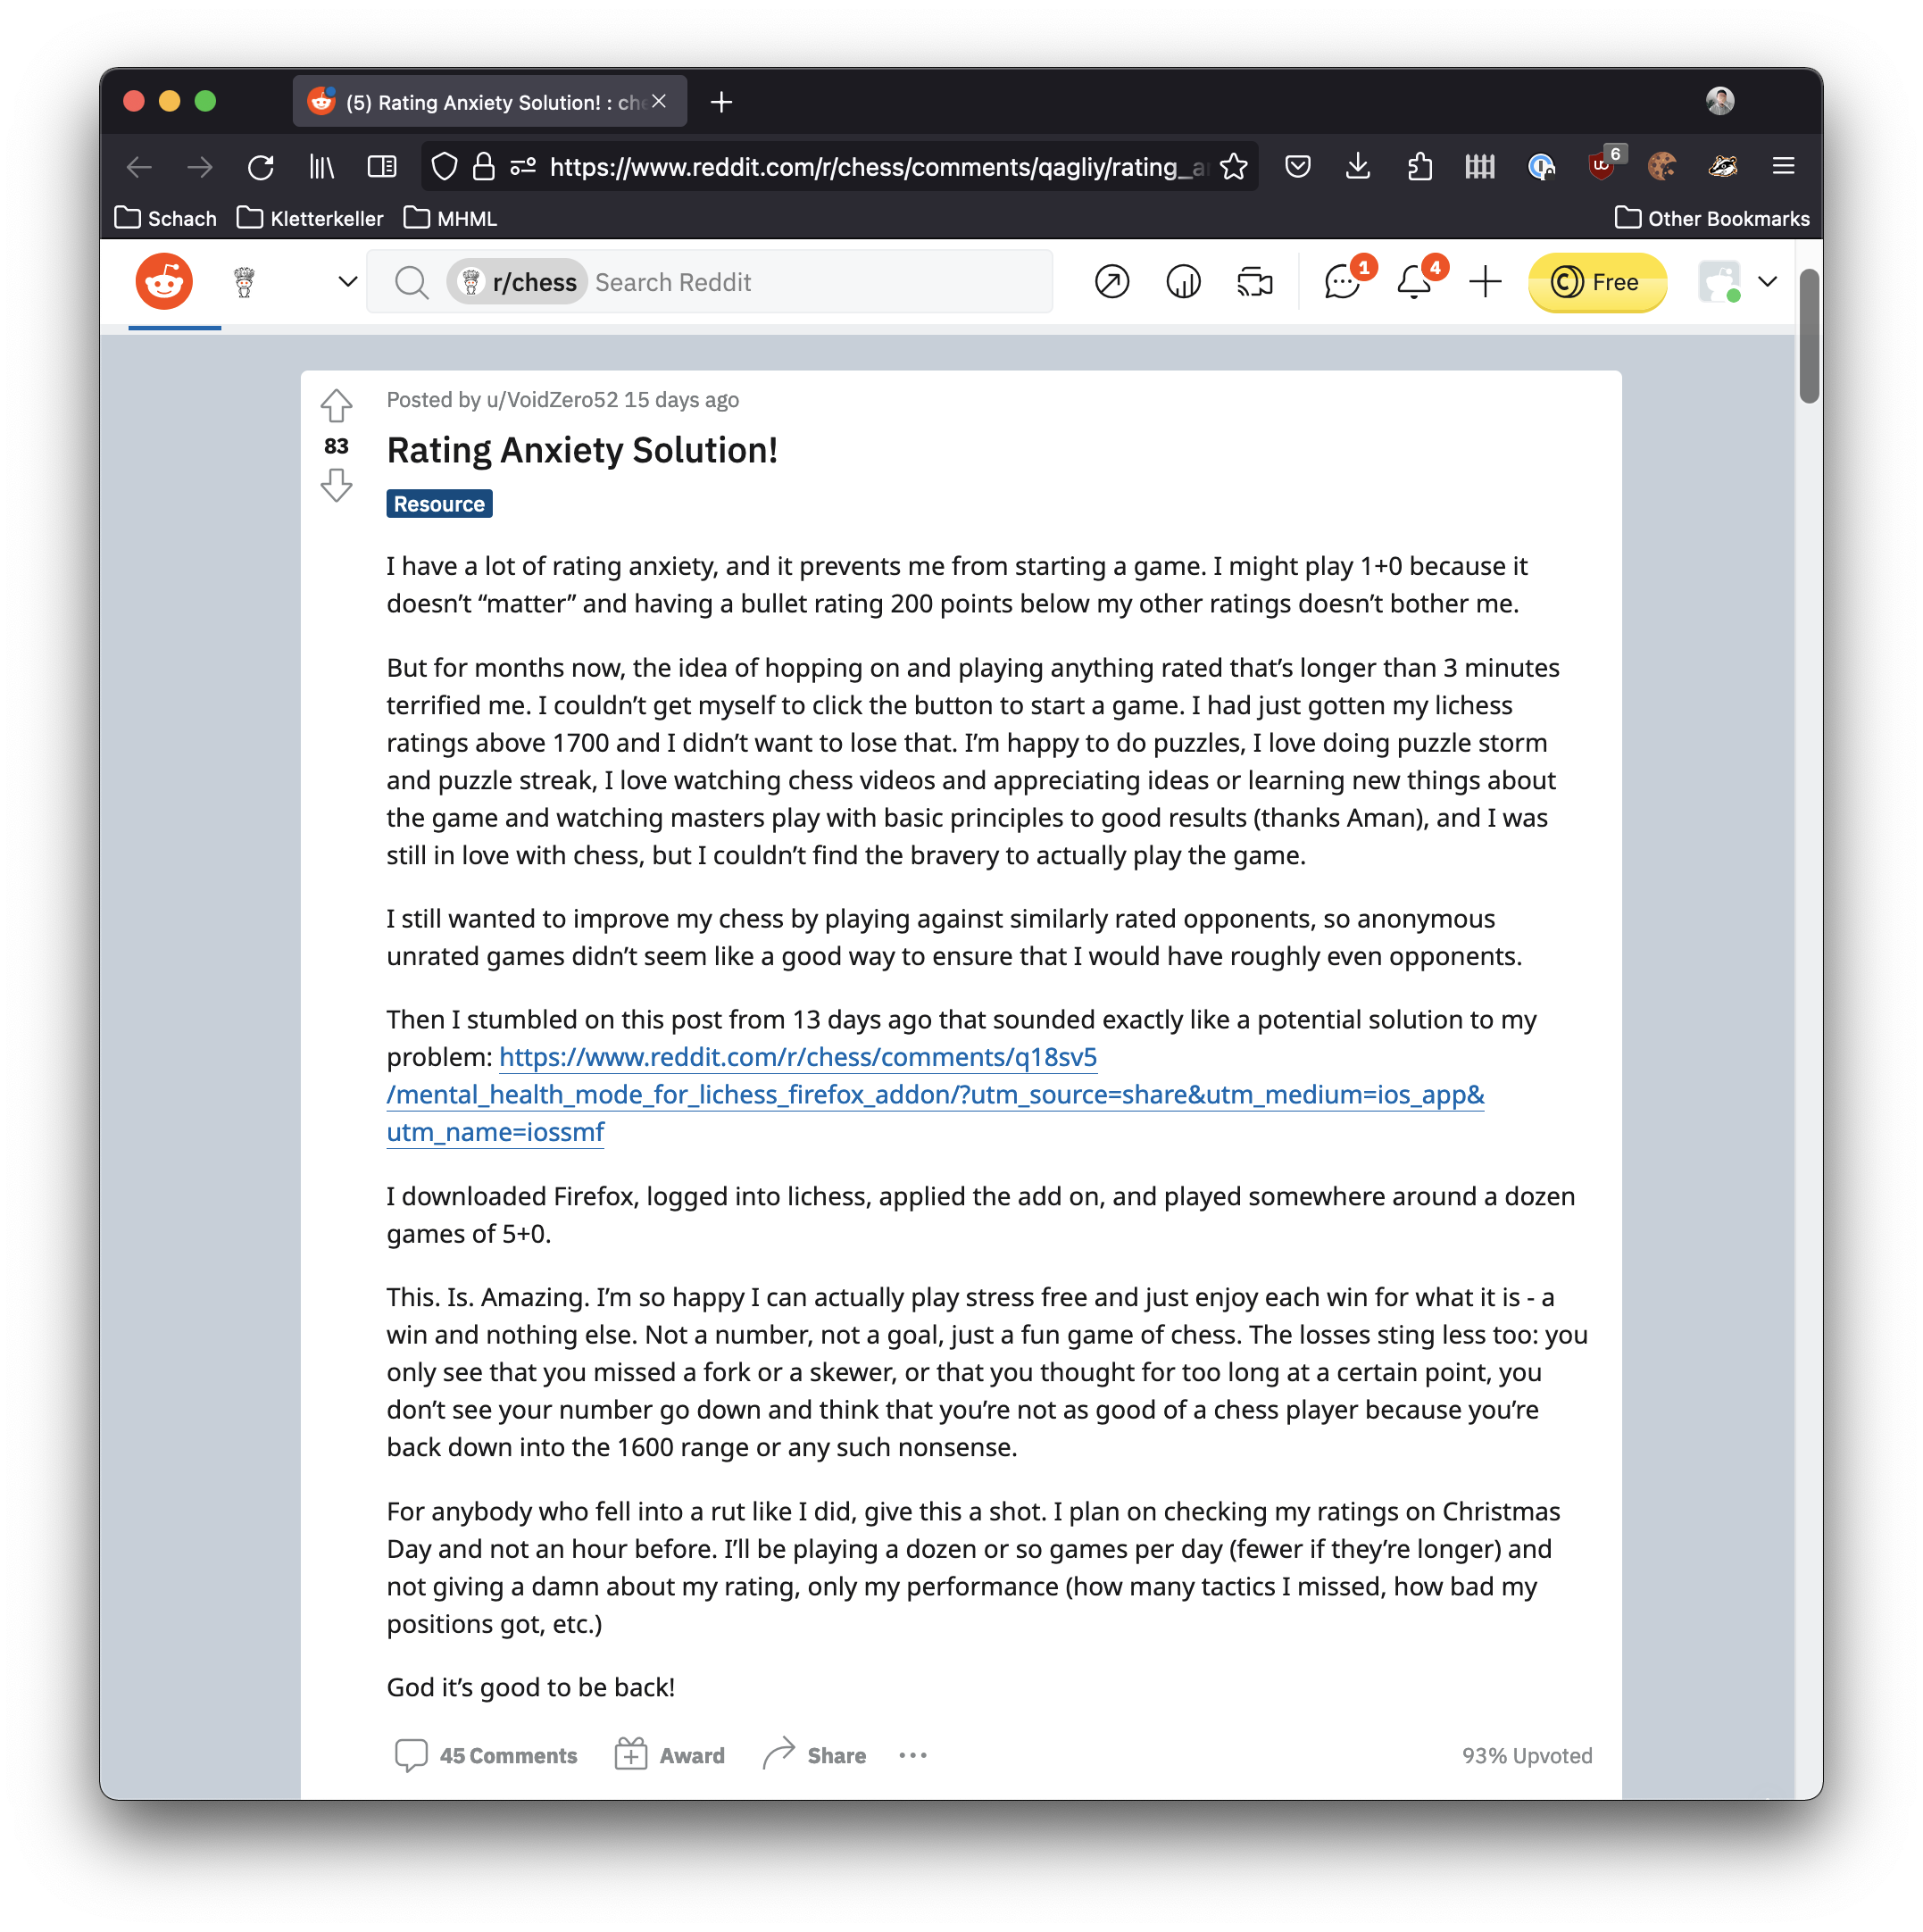 (5) Rating Anxiety Solution! : che
https://www.reddit.com/r/chess/comments/qagliy/rating_a
6
Schach
Kletterkeller
MHML
Other Bookmarks
r/chess
Search Reddit
1
4
Free
Posted by u/VoidZero52 15 days ago
83
Rating Anxiety Solution!
Resource
I have a lot of rating anxiety, and it prevents me from starting a game. I might play 1+0 because it
doesn’t “matter” and having a bullet rating 200 points below my other ratings doesn’t bother me.
But for months now, the idea of hopping on and playing anything rated that’s longer than 3 minutes
terrified me. I couldn’t get myself to click the button to start a game. I had just gotten my lichess
ratings above 1700 and I didn’t want to lose that. I’m happy to do puzzles, I love doing puzzle storm
and puzzle streak, I love watching chess videos and appreciating ideas or learning new things about
the game and watching masters play with basic principles to good results (thanks Aman), and I was
still in love with chess, but I couldn’t find the bravery to actually play the game.
I still wanted to improve my chess by playing against similarly rated opponents, so anonymous
unrated games didn’t seem like a good way to ensure that I would have roughly even opponents.
Then I stumbled on this post from 13 days ago that sounded exactly like a potential solution to my
problem: https://www.reddit.com/r/chess/comments/q18sv5
/mental_health_mode_for_lichess_firefox_addon/?utm_source=share&utm_medium=ios_app&
utm_name=iossmf
I downloaded Firefox, logged into lichess, applied the add on, and played somewhere around a dozen
games of 5+0.
This. Is. Amazing. I’m so happy I can actually play stress free and just enjoy each win for what it is - a
win and nothing else. Not a number, not a goal, just a fun game of chess. The losses sting less too: you
only see that you missed a fork or a skewer, or that you thought for too long at a certain point, you
don’t see your number go down and think that you’re not as good of a chess player because you’re
back down into the 1600 range or any such nonsense.
For anybody who fell into a rut like I did, give this a shot. I plan on checking my ratings on Christmas
Day and not an hour before. I’ll be playing a dozen or so games per day (fewer if they’re longer) and
not giving a damn about my rating, only my performance (how many tactics I missed, how bad my
positions got, etc.)
God it’s good to be back!
45 Comments
Award
Share
93% Upvoted